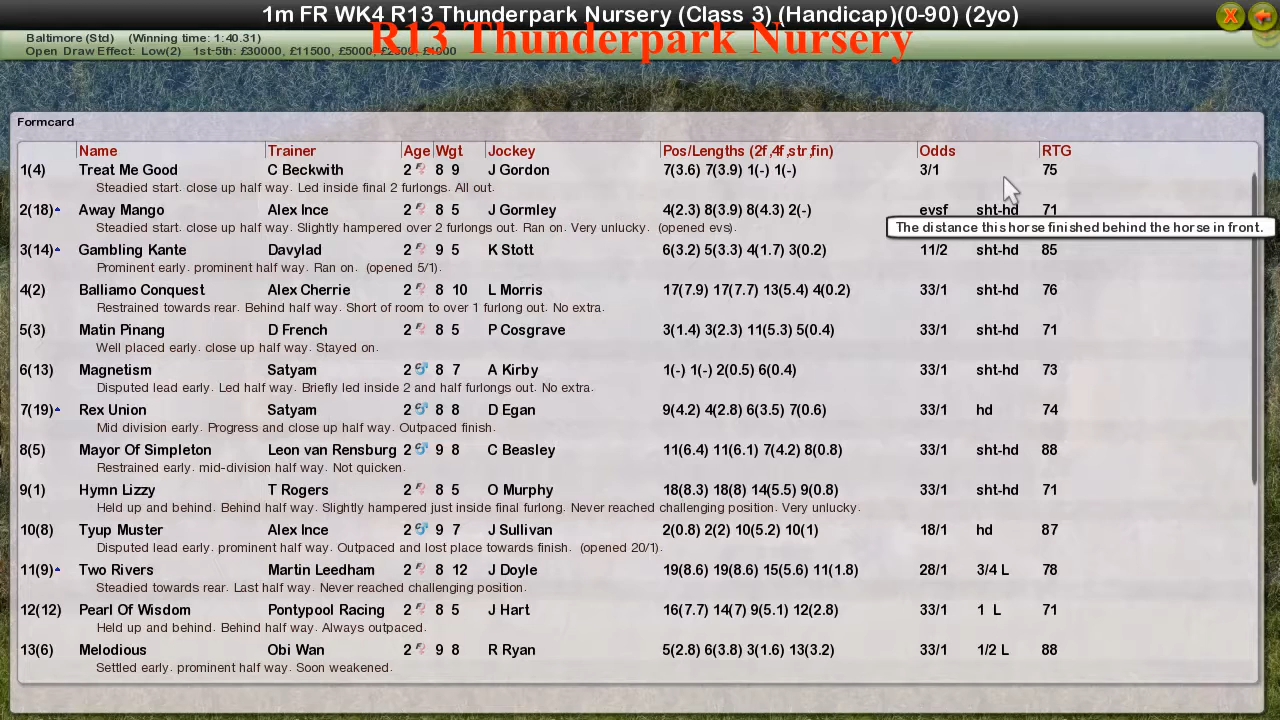 1m FR WK4 R13 Thunderpark Nursery (Class 3) (Handicap)(0-90) (2yo)
R13 Thunderpark Nursery
Baltimore (Std) (Winning time: 1:40.31)
Open Draw Effect: Low(2) 1st-5th: £30000, £11500, £5000, £2500, £1000
Formcard
Name Trainer Age Wgt Jockey Pos/Lengths (2f,4f,str,fin) Odds RTG
1(4) Treat Me Good C Beckwith 2 8 9 J Gordon 7(3.6) 7(3.9) 1(-) 1(-) 3/1 75
Steadied start. close up half way. Led inside final 2 furlongs. All out.
2(18) Away Mango Alex Ince 2 8 5 J Gormley 4(2.3) 8(3.9) 8(4.3) 2(-) evsf sht-hd 71
Steadied start. close up half way. Slightly hampered over 2 furlongs out. Ran on. Very unlucky. (opened evs).
The distance this horse finished behind the horse in front.
3(14) Gambling Kante Davylad 2 9 5 K Stott 6(3.2) 5(3.3) 4(1.7) 3(0.2) 11/2 sht-hd 85
Prominent early. prominent half way. Ran on. (opened 5/1).
4(2) Balliamo Conquest Alex Cherrie 2 8 10 L Morris 17(7.9) 17(7.7) 13(5.4) 4(0.2) 33/1 sht-hd 76
Restrained towards rear. Behind half way. Short of room to over 1 furlong out. No extra.
5(3) Matin Pinang D French 2 8 5 P Cosgrave 3(1.4) 3(2.3) 11(5.3) 5(0.4) 33/1 sht-hd 71
Well placed early. close up half way. Stayed on.
6(13) Magnetism Satyam 2 8 7 A Kirby 1(-) 1(-) 2(0.5) 6(0.4) 33/1 sht-hd 73
Disputed lead early. Led half way. Briefly led inside 2 and half furlongs out. No extra.
7(19) Rex Union Satyam 2 8 8 D Egan 9(4.2) 4(2.8) 6(3.5) 7(0.6) 33/1 hd 74
Mid division early. Progress and close up half way. Outpaced finish.
8(5) Mayor Of Simpleton Leon van Rensburg 2 9 8 C Beasley 11(6.4) 11(6.1) 7(4.2) 8(0.8) 33/1 sht-hd 88
Restrained early. mid-division half way. Not quicken.
9(1) Hymn Lizzy T Rogers 2 8 5 O Murphy 18(8.3) 18(8) 14(5.5) 9(0.8) 33/1 sht-hd 71
Held up and behind. Behind half way. Slightly hampered just inside final furlong. Never reached challenging position. Very unlucky.
10(8) Tyup Muster Alex Ince 2 9 7 J Sullivan 2(0.8) 2(2) 10(5.2) 10(1) 18/1 hd 87
Disputed lead early. prominent half way. Outpaced and lost place towards finish. (opened 20/1).
11(9) Two Rivers Martin Leedham 2 8 12 J Doyle 19(8.6) 19(8.6) 15(5.6) 11(1.8) 28/1 3/4 L 78
Steadied towards rear. Last half way. Never reached challenging position.
12(12) Pearl Of Wisdom Pontypool Racing 2 8 5 J Hart 16(7.7) 14(7) 9(5.1) 12(2.8) 33/1 1 L 71
Held up and behind. Behind half way. Always outpaced.
13(6) Melodious Obi Wan 2 9 8 R Ryan 5(2.8) 6(3.8) 3(1.6) 13(3.2) 33/1 1/2 L 88
Settled early. prominent half way. Soon weakened.